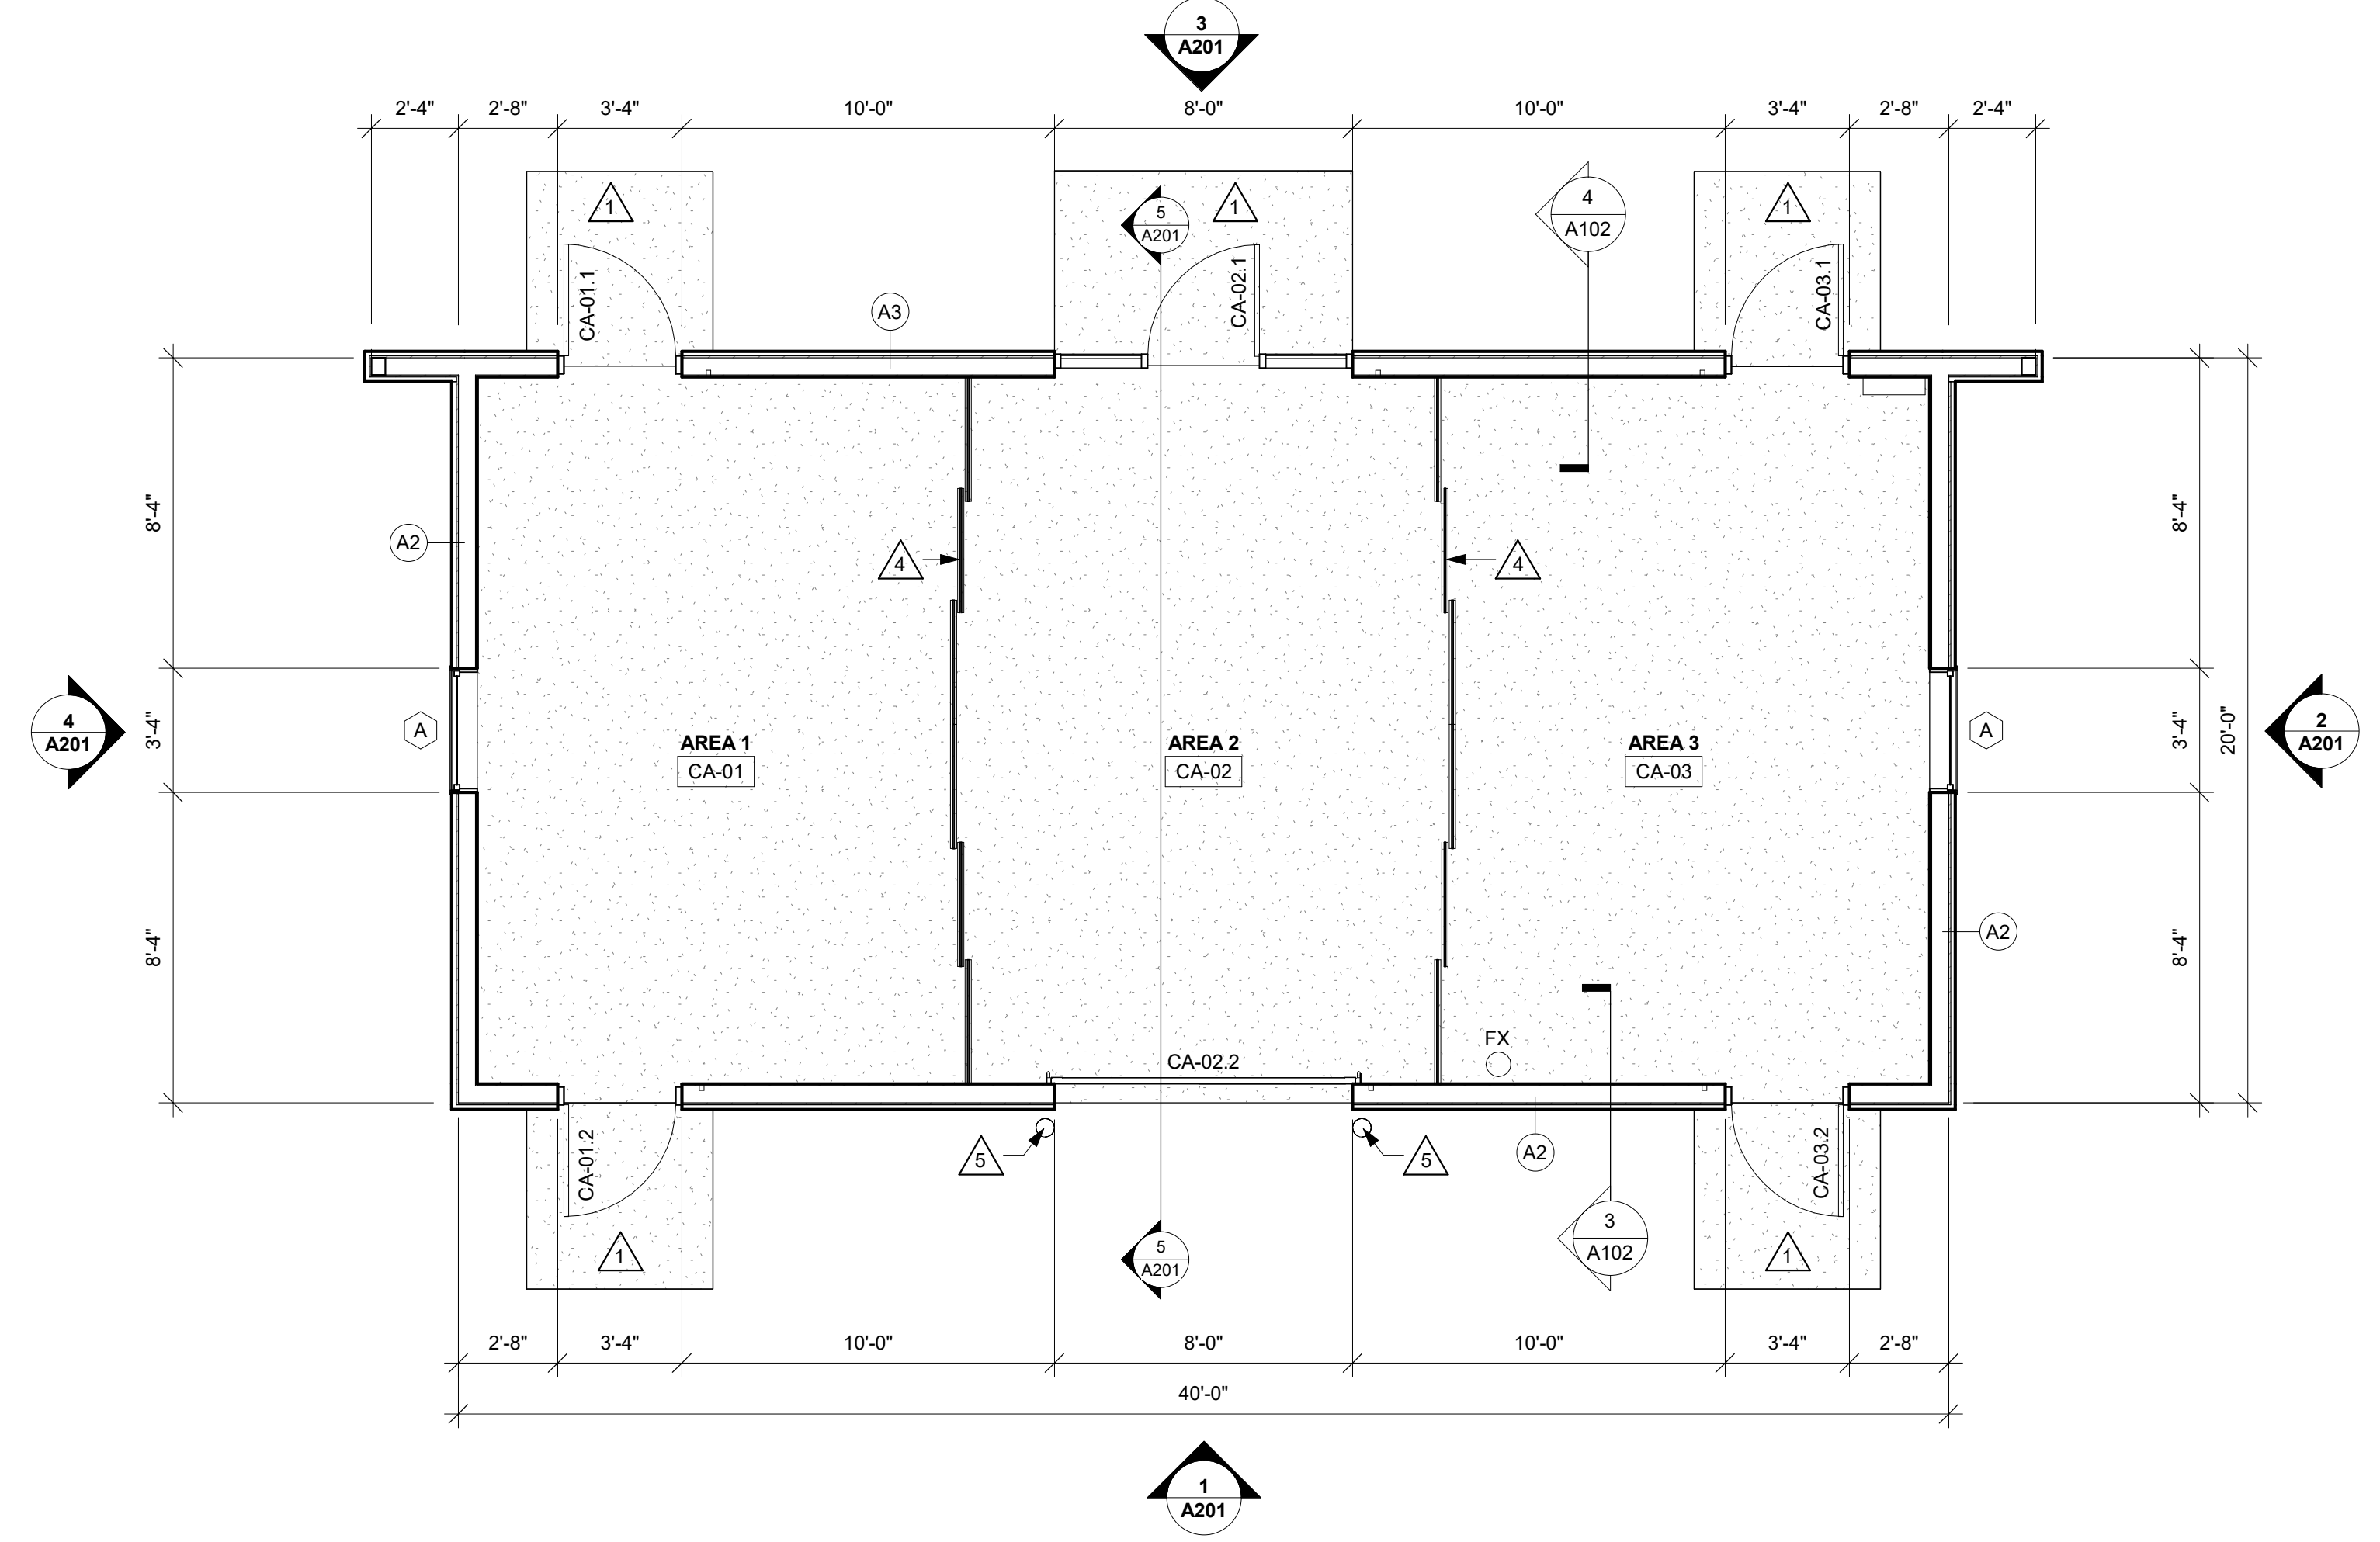 3
A201
2'-4" 2'-8" 3'-4" 10'-0" 8'-0" 10'-0" 3'-4" 2'-8" 2'-4"
1
5
A201
1
4
A102
1
CA-01.1
CA-02.1
CA-03.1
A3
8'-4"
8'-4"
A2
4
4
4
A201
3'-4"
A
AREA 1
CA-01
AREA 2
CA-02
AREA 3
CA-03
A
3'-4"
20'-0"
2
A201
8'-4"
A2
8'-4"
FX
CA-02.2
CA-01.2
5
5
A2
CA-03.2
1
5
A201
3
A102
1
2'-8" 3'-4" 10'-0" 8'-0" 10'-0" 3'-4" 2'-8"
40'-0"
1
A201